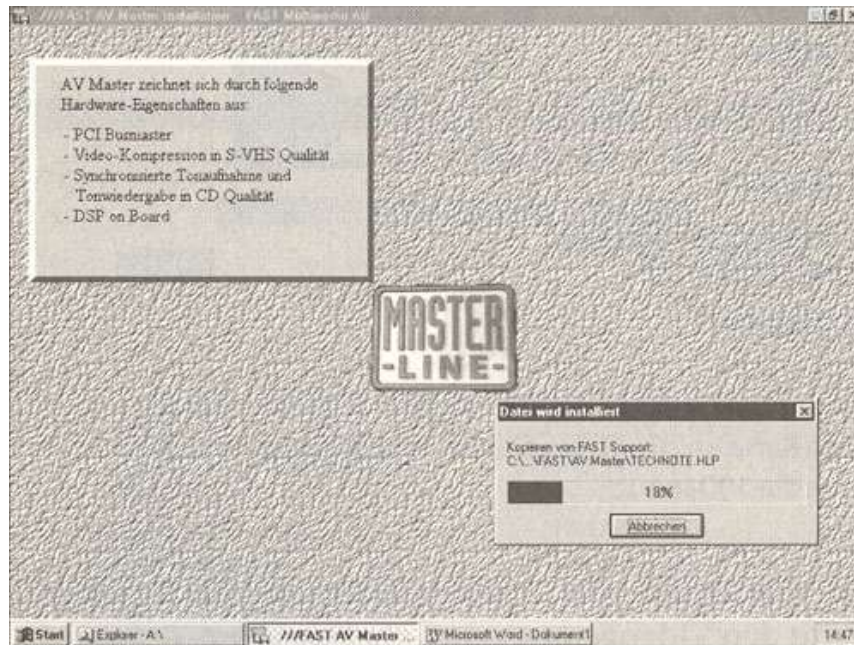 ///FAST AV Master Installation - FAST Multimedia AG
AV Master zeichnet sich durch folgende
Hardware-Eigenschaften aus:
- PCI Busmaster
- Video-Kompression in S-VHS Qualität
- Synchronisierte Tonaufnahme und
Tonwiedergabe in CD Qualität
- DSP on Board
MASTER
-LINE-
Datei wird installiert
Kopieren von FAST Support:
C:\...\FAST\AV Master\TECHNOTE.HLP
18%
Abbrechen
Start
Explorer - A:\
///FAST AV Master ...
Microsoft Word - Dokument1
14:47